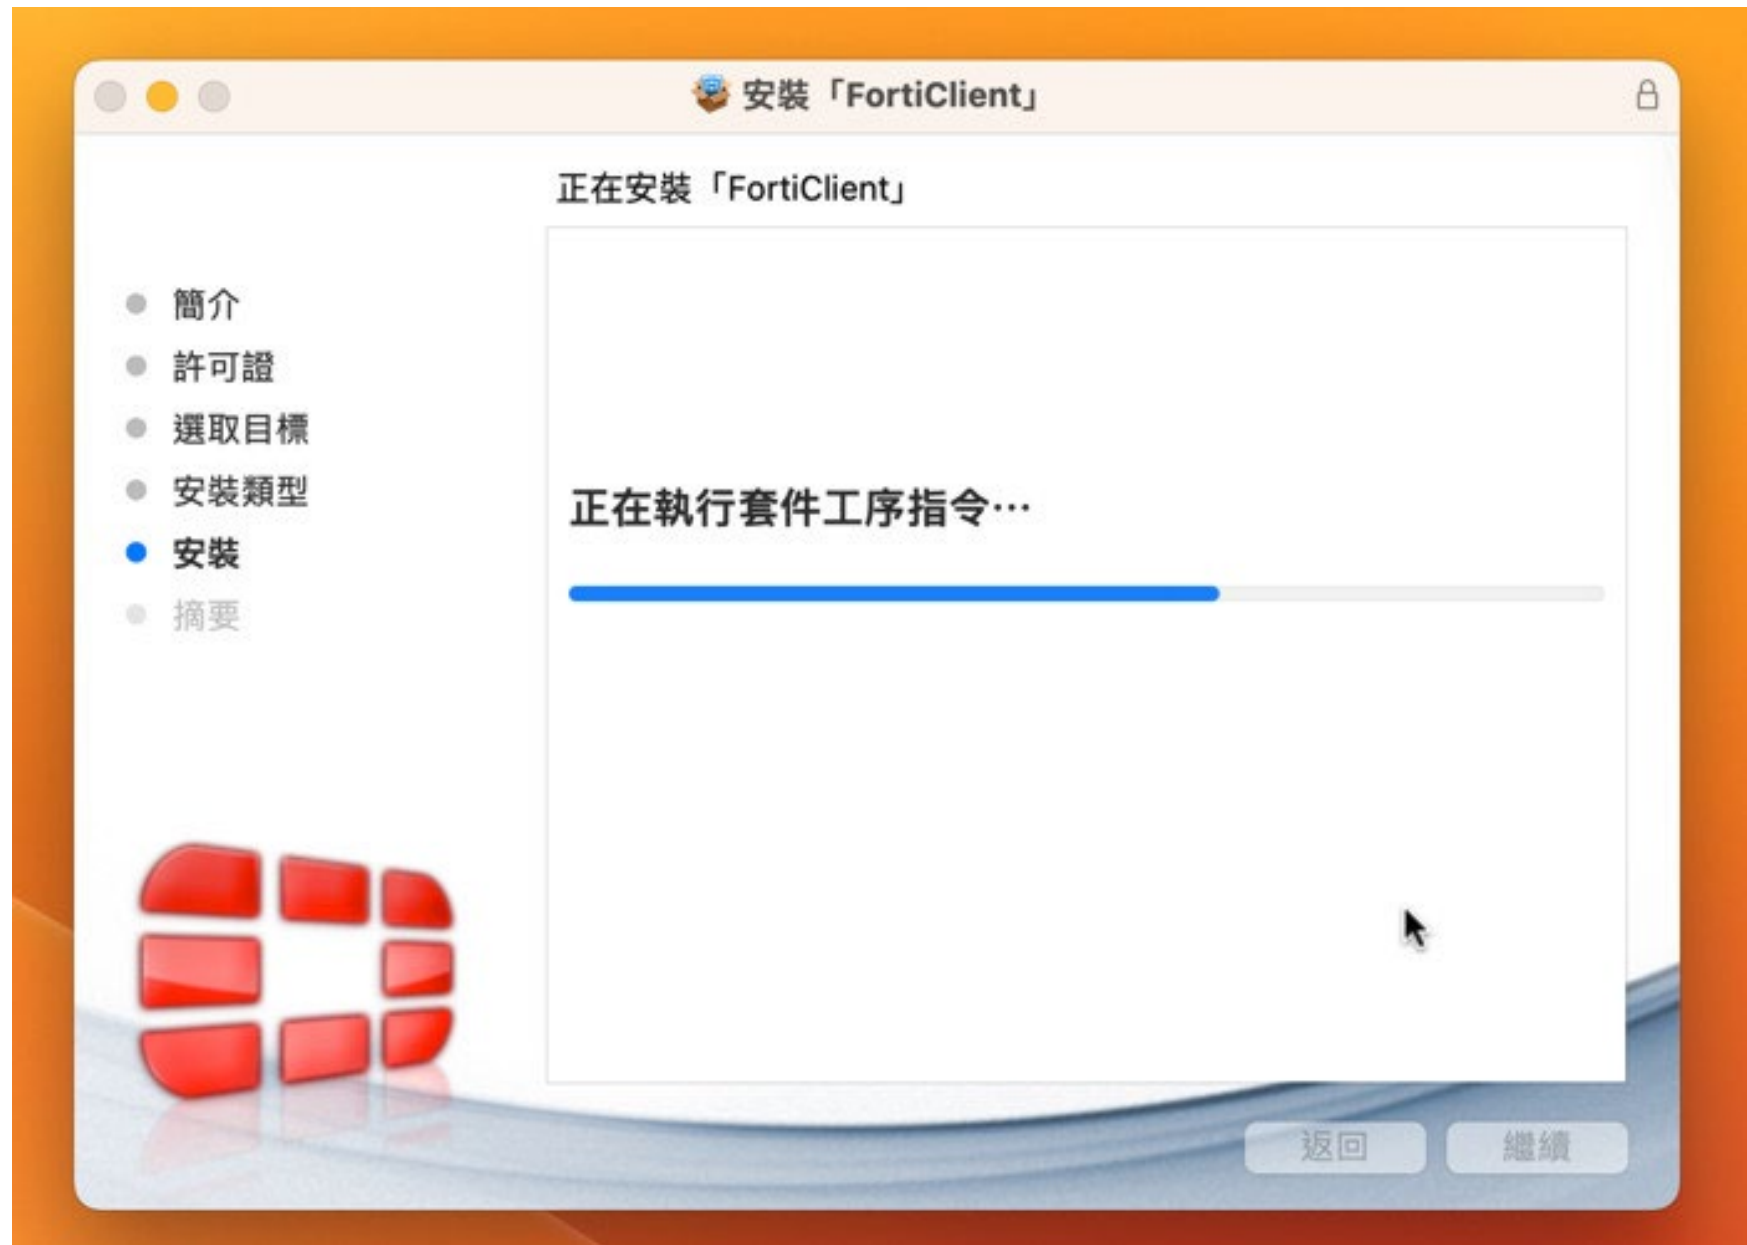 安裝「FortiClient」
正在安裝「FortiClient」
簡介
許可證
選取目標
安裝類型
安裝
摘要
正在執行套件工序指令⋯
返回
繼續